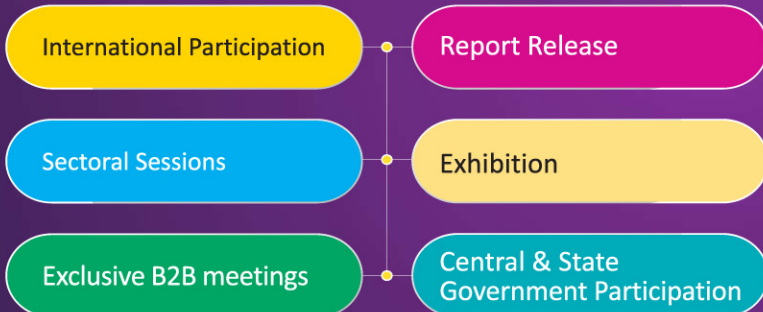 International Participation
Report Release
Sectoral Sessions
Exhibition
Exclusive B2B meetings
Central & State
Government Participation